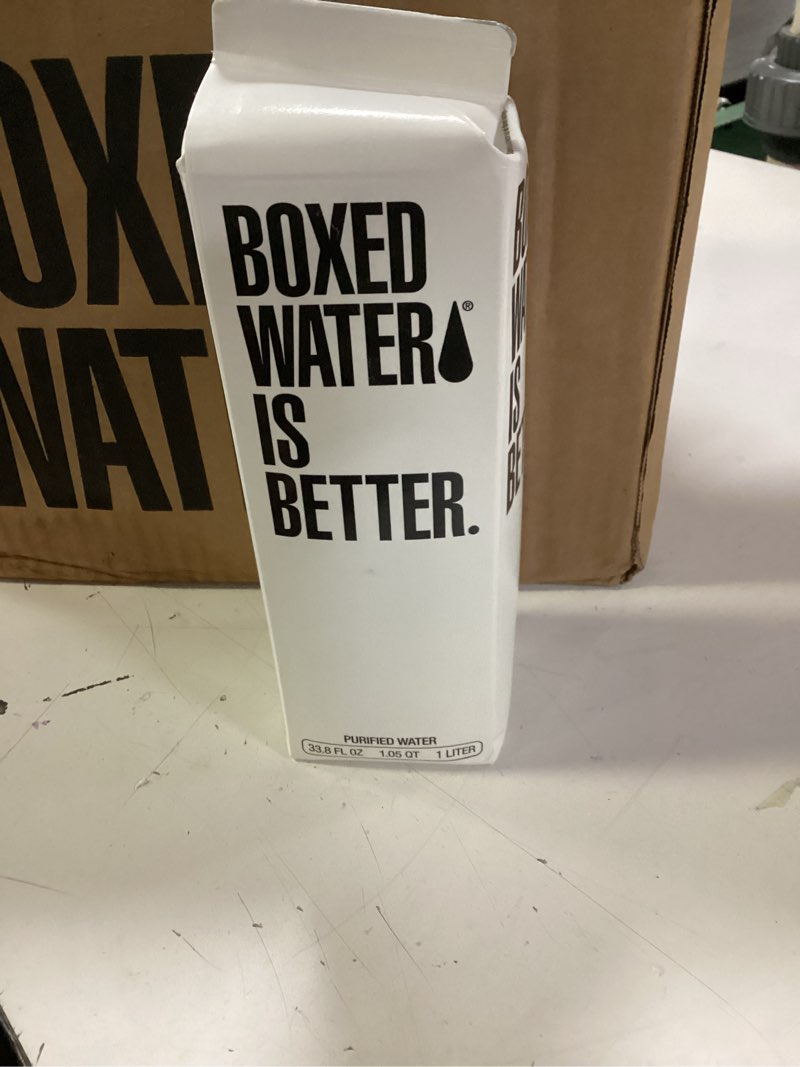 BOXED
WATER®
IS
BETTER.
PURIFIED WATER
33.8 FL OZ 1.05 QT 1 LITER